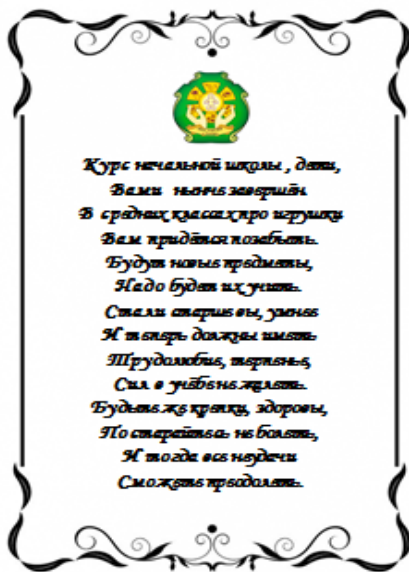 Курс начальной школы , дети,
Вами нынче завершён
В средних классах про игрушки
Вам придётся позабыть.
Будут новые предметы,
Надо будет их учить.
Стали старше вы, умнее
И теперь должны иметь
Трудолюбие, терпенье,
Сил в учёбе не жалеть.
Будьте же крепки, здоровы,
Постарайтесь не болеть,
И тогда все неудачи
Сможете преодолеть.